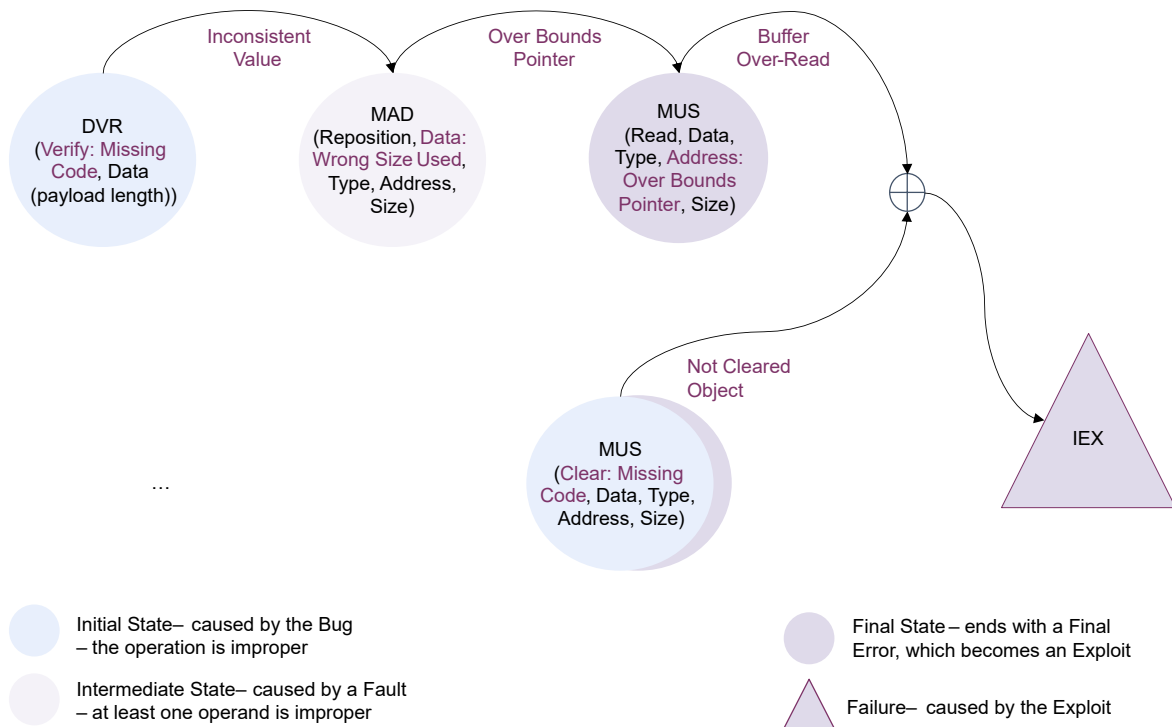 Inconsistent
Value
Over Bounds
Pointer
Buffer
Over-Read
DVR
(Verify: Missing
Code, Data
(payload length))
MAD
(Reposition, Data:
Wrong Size Used,
Type, Address,
Size)
MUS
(Read, Data,
Type, Address:
Over Bounds
Pointer, Size)
Not Cleared
Object
MUS
(Clear: Missing
Code, Data, Type,
Address, Size)
...
IEX
Initial State– caused by the Bug
– the operation is improper
Intermediate State– caused by a Fault
– at least one operand is improper
Final State – ends with a Final
Error, which becomes an Exploit
Failure– caused by the Exploit